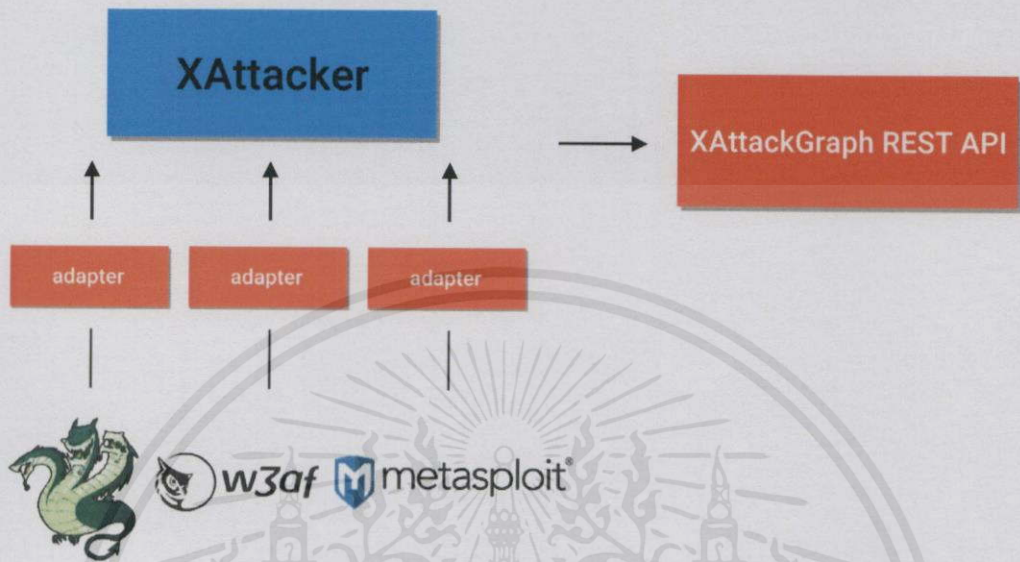 XAttacker
XAttackGraph REST API
adapter
adapter
adapter
w3af
metasploit®